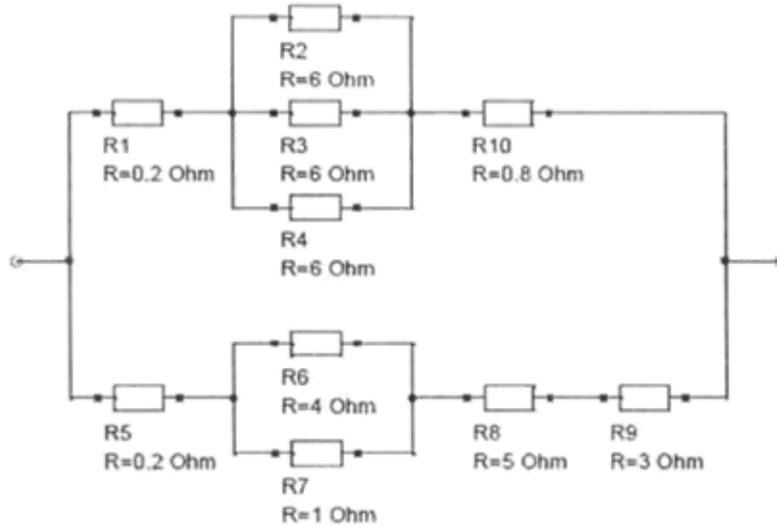 R2
R=6 Ohm
R1
R=0.2 Ohm
R3
R=6 Ohm
R10
R=0.8 Ohm
R4
R=6 Ohm
R6
R=4 Ohm
R5
R=0.2 Ohm
R7
R=1 Ohm
R8
R=5 Ohm
R9
R=3 Ohm